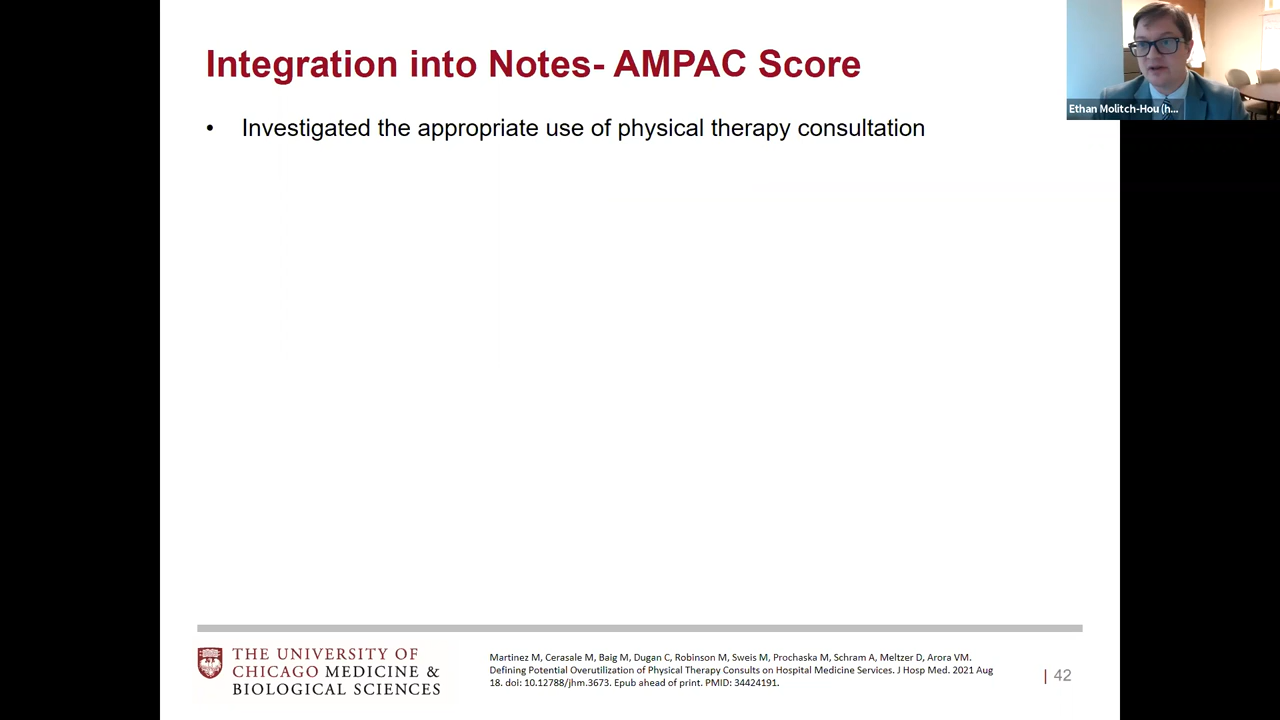 Integration into Notes- AMPAC Score
Ethan Molitch-Hou (h...
• Investigated the appropriate use of physical therapy consultation
THE UNIVERSITY OF
CHICAGO MEDICINE &
BIOLOGICAL SCIENCES
Martinez M, Cerasale M, Baig M, Dugan C, Robinson M, Sweis M, Prochaska M, Schram A, Meltzer D, Arora VM.
Defining Potential Overutilization of Physical Therapy Consults on Hospital Medicine Services. J Hosp Med. 2021 Aug
18. doi: 10.12788/jhm.3673. Epub ahead of print. PMID: 34424191.
| 42